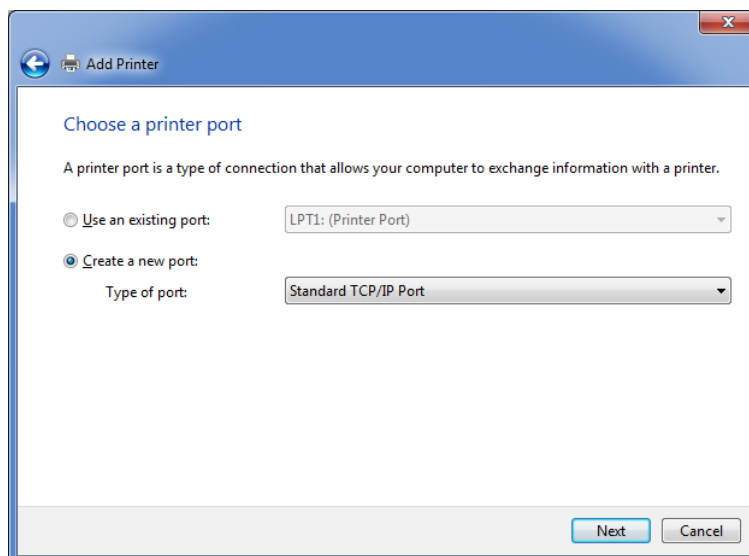 Add Printer
Choose a printer port
A printer port is a type of connection that allows your computer to exchange information with a printer.
Use an existing port: LPT1: (Printer Port)
Create a new port:
Type of port: Standard TCP/IP Port
Next Cancel